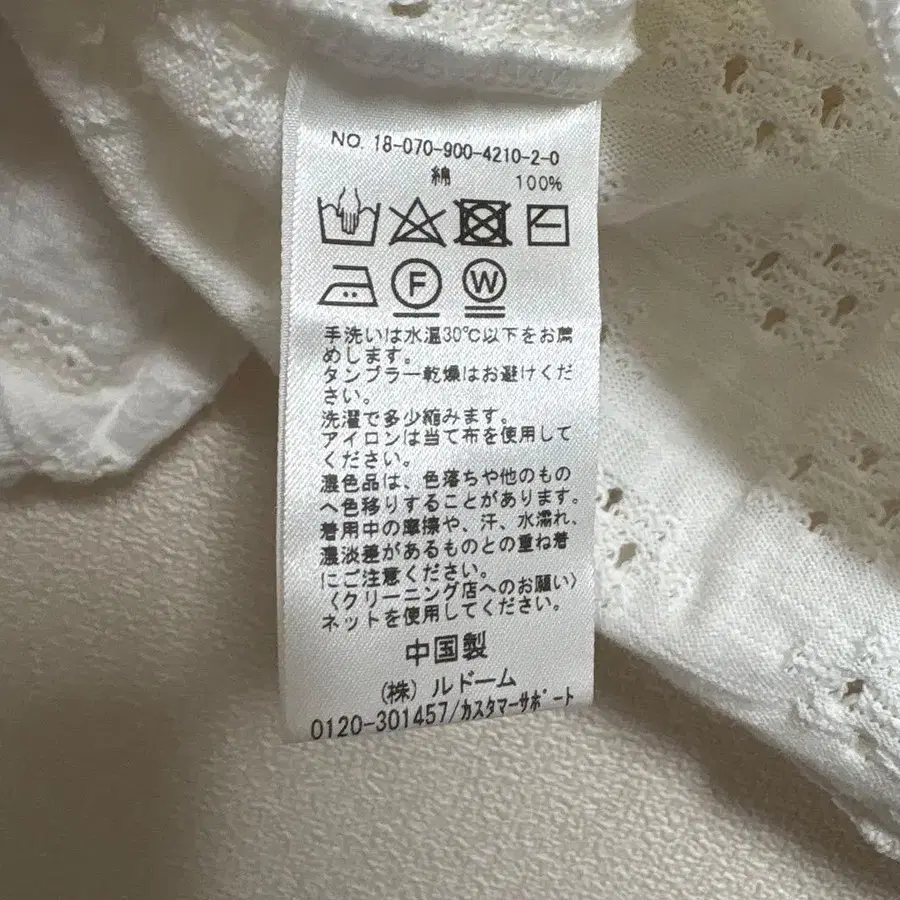 NO. 18-070-900-4210-2-0
綿 100%
F W
手洗いは水温30℃以下をお薦
めします。
タンブラー乾燥はお避けくだ
さい。
洗濯で多少縮みます。
アイロンは当て布を使用して
ください。
濃色品は、色落ちや他のもの
へ色移りすることがあります。
着用中の摩擦や、汗、水濡れ、
濃淡差があるものとの重ね着
にご注意ください。
〈クリーニング店へのお願い〉
ネットを使用してください。
中国製
(株) ルドーム
0120-301457/カスタマーサポート